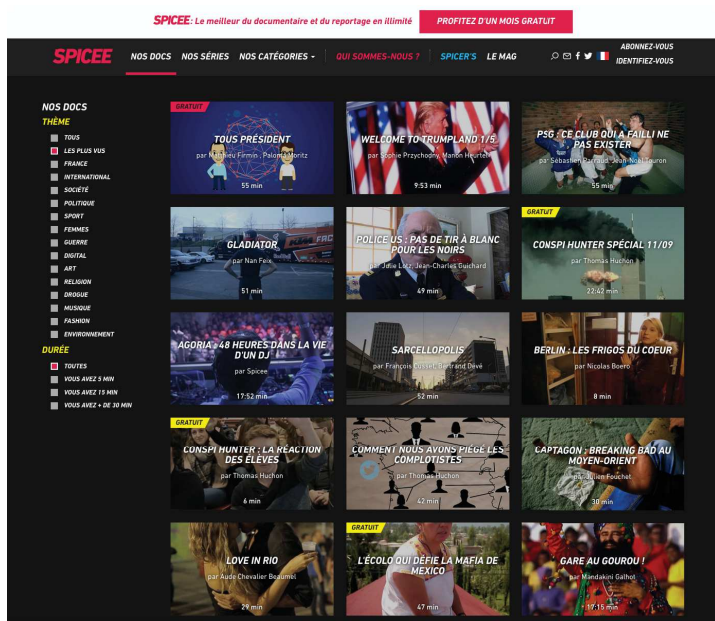 SPICEE: Le meilleur du documentaire et du reportage en illimité
PROFITEZ D'UN MOIS GRATUIT
SPICEE
NOS DOCS
NOS SÉRIES
NOS CATÉGORIES
QUI SOMMES-NOUS ?
SPICER'S
LE MAG
ABONNEZ-VOUS
IDENTIFIEZ-VOUS
NOS DOCS
THÈME
TOUS
LES PLUS VUS
FRANCE
INTERNATIONAL
SOCIÉTÉ
POLITIQUE
SPORT
FEMMES
GUERRE
DIGITAL
ART
RELIGION
DROGUE
MUSIQUE
FASHION
ENVIRONNEMENT
DURÉE
TOUTES
VOUS AVEZ 5 MIN
VOUS AVEZ 15 MIN
VOUS AVEZ + DE 30 MIN
GRATUIT
TOUS PRÉSIDENT
par Matthieu Firmin , Paloma Moritz
55 min
WELCOME TO TRUMPLAND 1/5
par Sophie Przychodny, Manon Heurtel
9:53 min
PSG : CE CLUB QUI A FAILLI NE
PAS EXISTER
par Sébastien Parraud, Jean-Noël Tournon
55 min
GLADIATOR
par Nan Feix
51 min
POLICE US : PAS DE TIR À BLANC
POUR LES NOIRS
par Julie Lotz, Jean-Charles Guichard
49 min
GRATUIT
CONSPI HUNTER SPÉCIAL 11/09
par Thomas Huchon
22:42 min
AGORIA : 48 HEURES DANS LA VIE
D'UN DJ
par Spicee
17:52 min
SARCELLOPOLIS
par François Cusset, Bertrand Dévé
52 min
BERLIN : LES FRIGOS DU COEUR
par Nicolas Boero
8 min
GRATUIT
CONSPI HUNTER : LA RÉACTION
DES ÉLÈVES
par Thomas Huchon
6 min
COMMENT NOUS AVONS PIÉGÉ LES
COMPLOTISTES
par Thomas Huchon
42 min
CAPTAGON : BREAKING BAD AU
MOYEN-ORIENT
par Julien Fouchet
30 min
LOVE IN RIO
par Aude Chevalier Beaumel
29 min
GRATUIT
L'ÉCOLO QUI DÉFIE LA MAFIA DE
MEXICO
47 min
GARE AU GOUROU !
par Mandakini Galhot
17:15 min